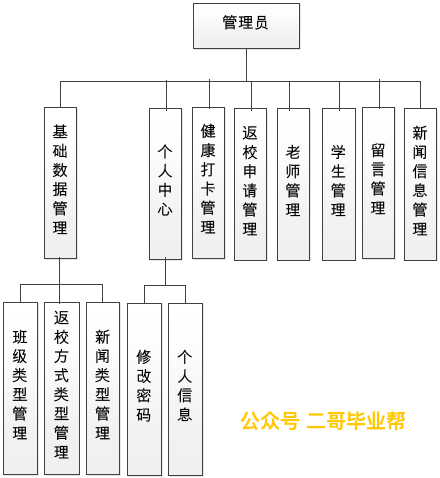 管理员
基础数据管理
个人中心
健康打卡管理
返校申请管理
老师管理
学生管理
留言管理
新闻信息管理
班级类型管理
返校方式类型管理
新闻类型管理
修改密码
个人信息
公众号 二哥毕业帮